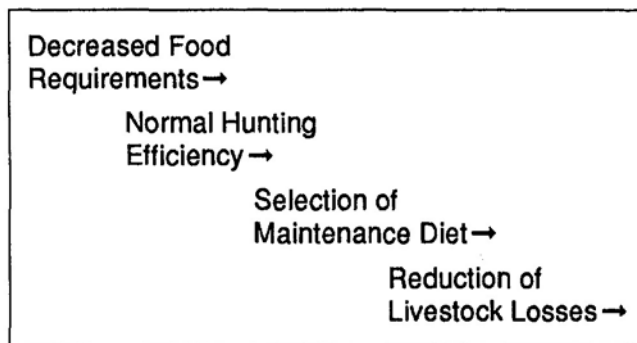 Decreased Food
Requirements→
Normal Hunting
Efficiency→
Selection of
Maintenance Diet→
Reduction of
Livestock Losses→